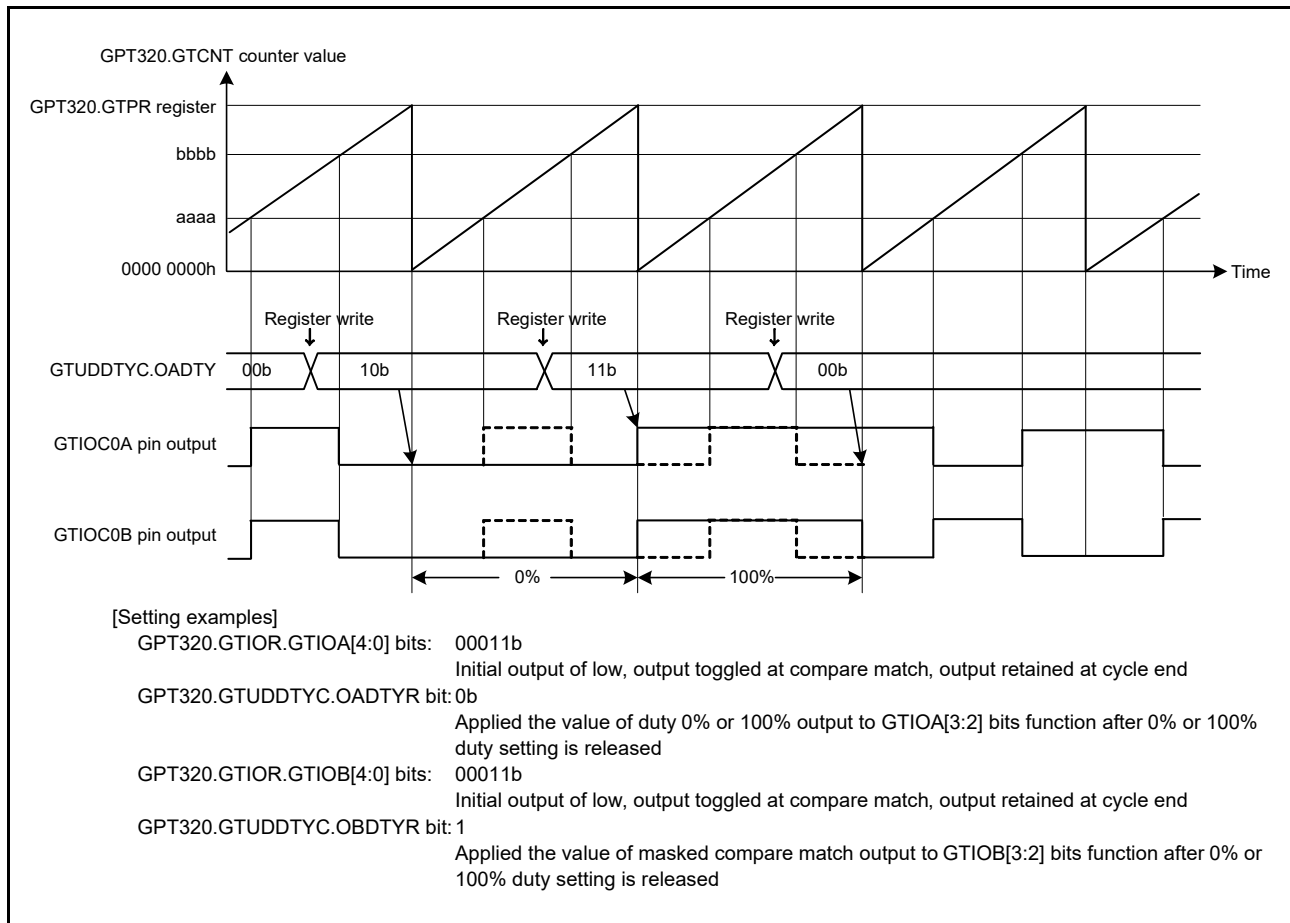 GPT320.GTCNT counter value
GPT320.GTPR register
bbbb
aaaa
0000 0000h
Time
Register write
Register write
Register write
GTUDDTYC.OADTY
00b
10b
11b
00b
GTIOC0A pin output
GTIOC0B pin output
0%
100%
[Setting examples]
GPT320.GTIOR.GTIOA[4:0] bits: 00011b
Initial output of low, output toggled at compare match, output retained at cycle end
GPT320.GTUDDTYC.OADTYR bit: 0b
Applied the value of duty 0% or 100% output to GTIOA[3:2] bits function after 0% or 100%
duty setting is released
GPT320.GTIOR.GTIOB[4:0] bits: 00011b
Initial output of low, output toggled at compare match, output retained at cycle end
GPT320.GTUDDTYC.OBDTYR bit: 1
Applied the value of masked compare match output to GTIOB[3:2] bits function after 0% or
100% duty setting is released